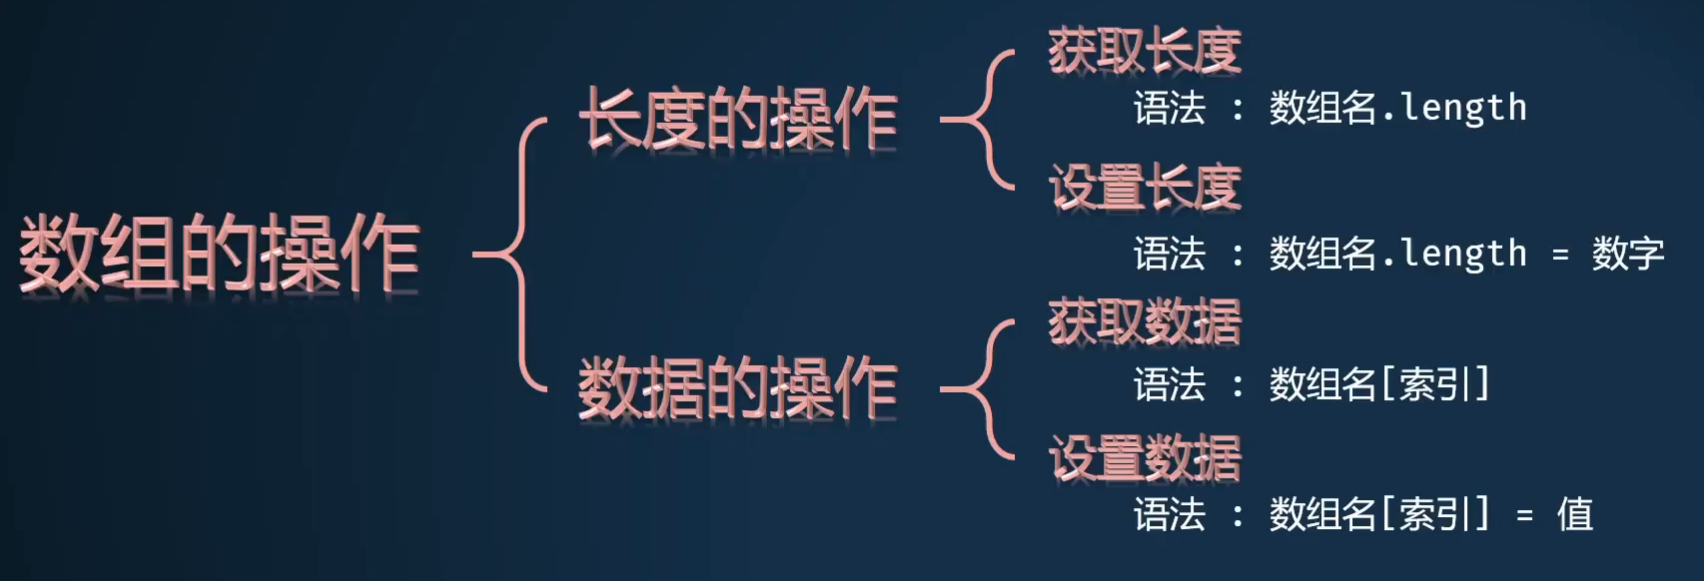 数组的操作
长度的操作
获取长度
语法 : 数组名.length
设置长度
语法 : 数组名.length = 数字
数据的操作
获取数据
语法 : 数组名[索引]
设置数据
语法 : 数组名[索引] = 值